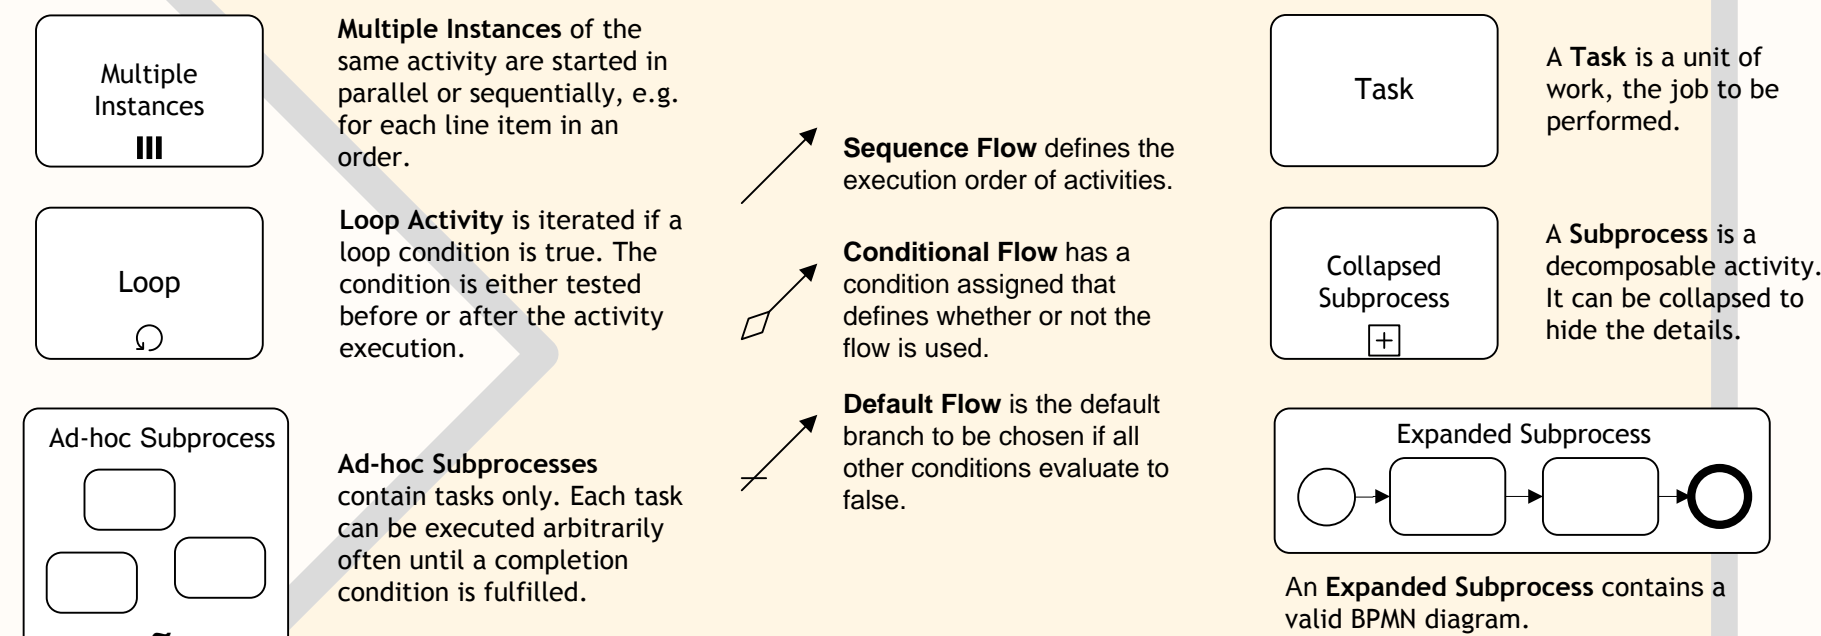 Multiple
Instances
Multiple Instances of the
same activity are started in
parallel or sequentially, e.g.
for each line item in an
order.
Loop
Loop Activity is iterated if a
loop condition is true. The
condition is either tested
before or after the activity
execution.
Ad-hoc Subprocess
~
Ad-hoc Subprocesses
contain tasks only. Each task
can be executed arbitrarily
often until a completion
condition is fulfilled.
Sequence Flow defines the
execution order of activities.
Conditional Flow has a
condition assigned that
defines whether or not the
flow is used.
Default Flow is the default
branch to be chosen if all
other conditions evaluate to
false.
Task
A Task is a unit of
work, the job to be
performed.
Collapsed
Subprocess
A Subprocess is a
decomposable activity.
It can be collapsed to
hide the details.
Expanded Subprocess
An Expanded Subprocess contains a
valid BPMN diagram.